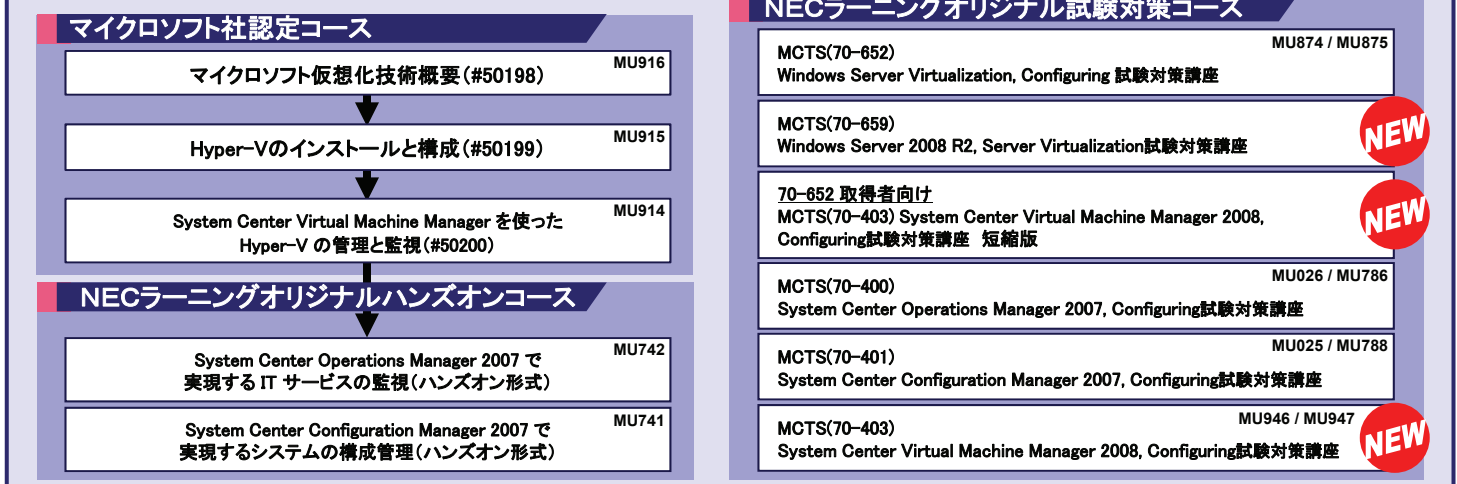 マイクロソフト社認定コース
マイクロソフト仮想化技術概要(#50198)
MU916
Hyper-Vのインストールと構成(#50199)
MU915
System Center Virtual Machine Manager を使った
Hyper-V の管理と監視(#50200)
MU914
NECラーニングオリジナルハンズオンコース
System Center Operations Manager 2007 で
実現する IT サービスの監視(ハンズオン形式)
MU742
System Center Configuration Manager 2007 で
実現するシステムの構成管理(ハンズオン形式)
MU741
NECラーニングオリジナル試験対策コース
MU874 / MU875
MCTS(70-652)
Windows Server Virtualization, Configuring 試験対策講座
MCTS(70-659)
Windows Server 2008 R2, Server Virtualization試験対策講座
NEW
70-652 取得者向け
MCTS(70-403) System Center Virtual Machine Manager 2008,
Configuring試験対策講座 短縮版
NEW
MU026 / MU786
MCTS(70-400)
System Center Operations Manager 2007, Configuring試験対策講座
MU025 / MU788
MCTS(70-401)
System Center Configuration Manager 2007, Configuring試験対策講座
MU946 / MU947
MCTS(70-403)
System Center Virtual Machine Manager 2008, Configuring試験対策講座
NEW